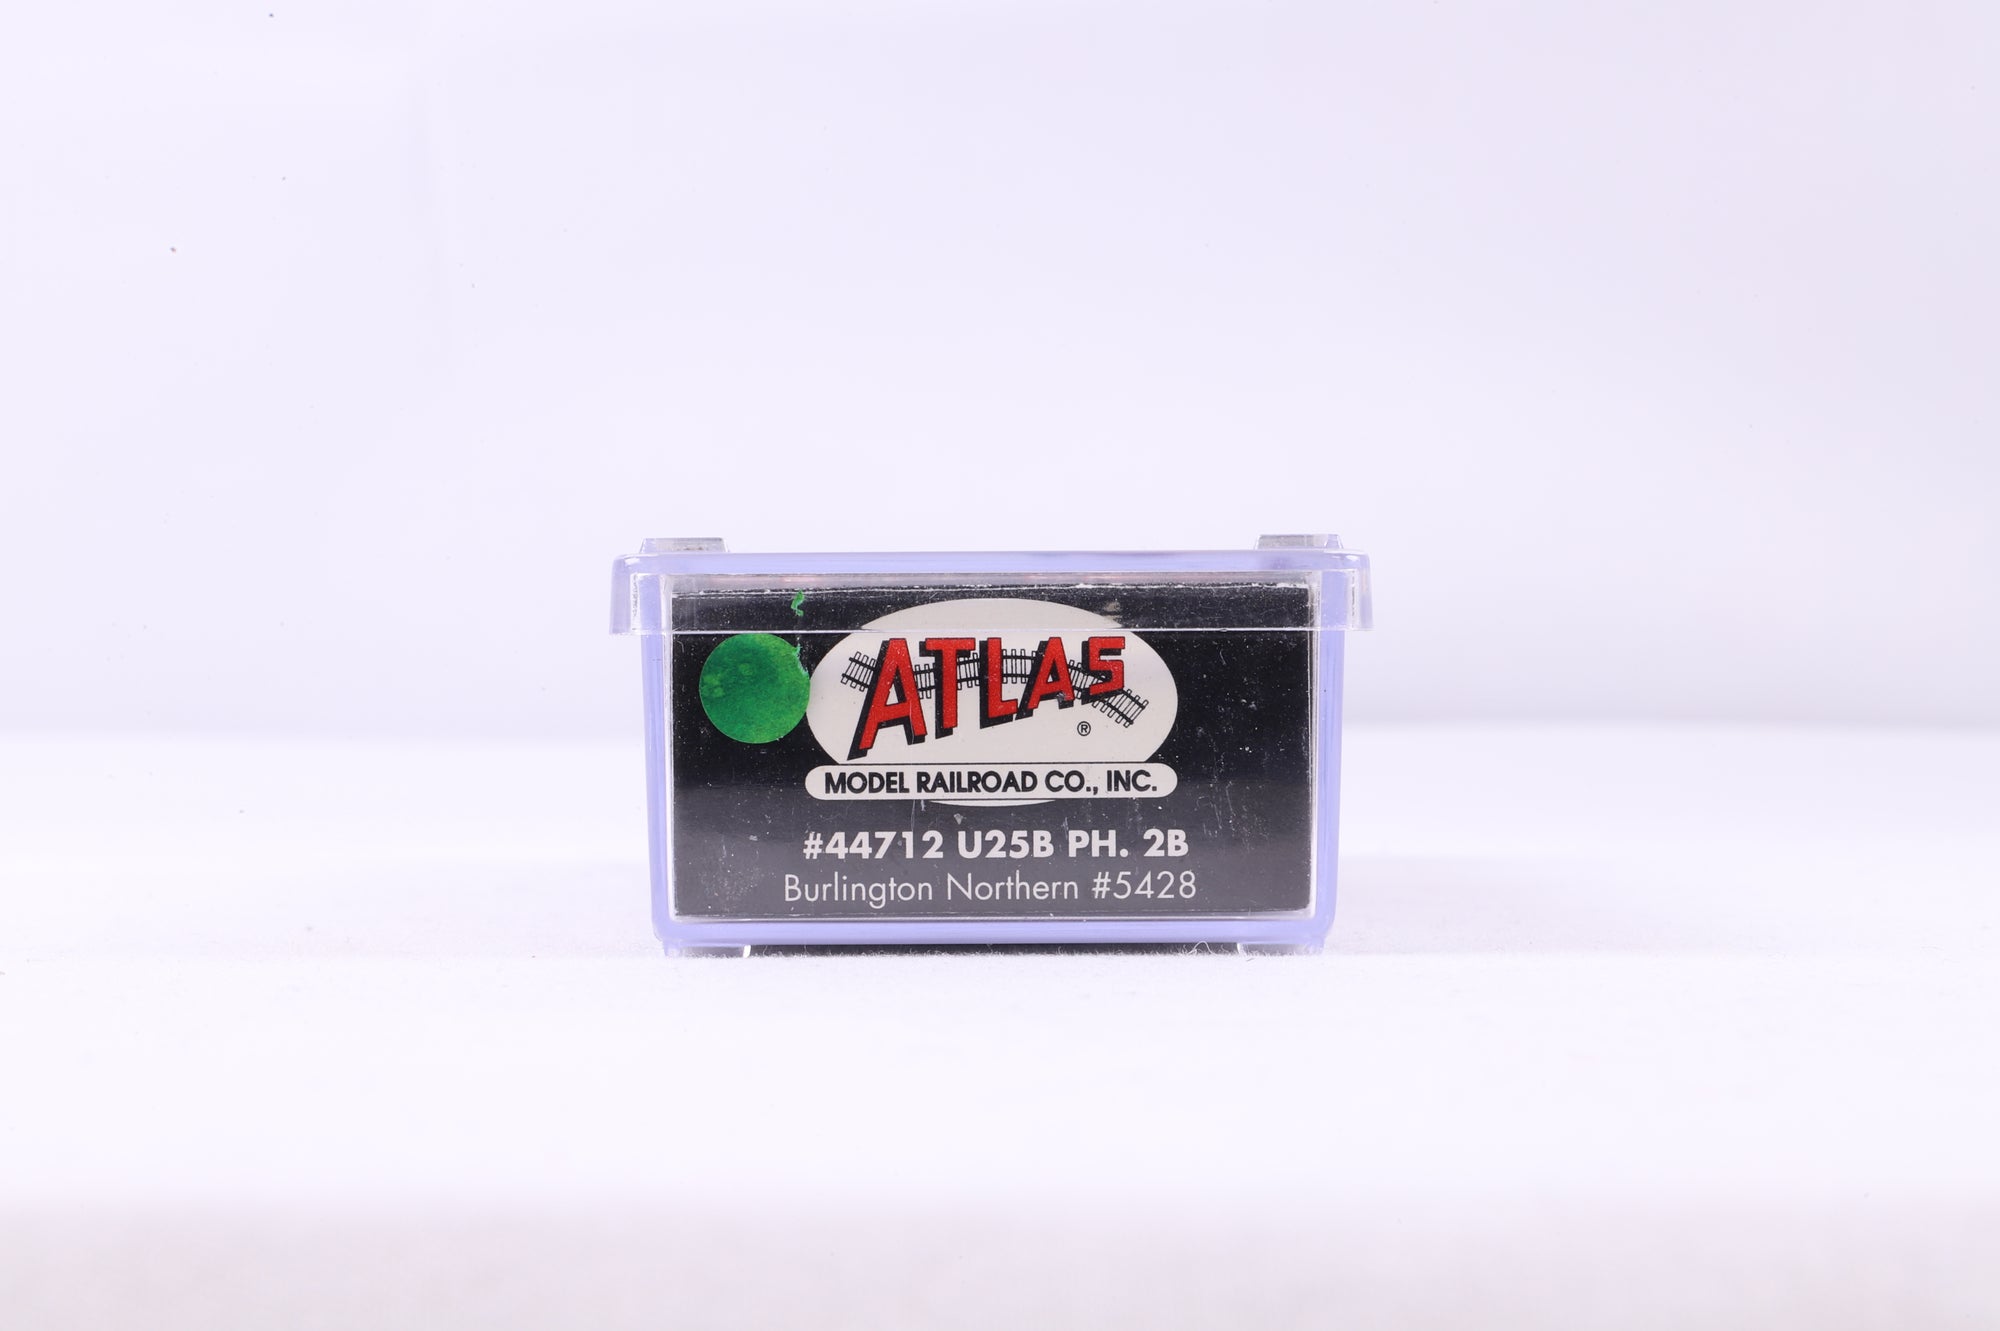 ATLAS
®
MODEL RAILROAD CO., INC.
#44712 U25B PH. 2B
Burlington Northern #5428